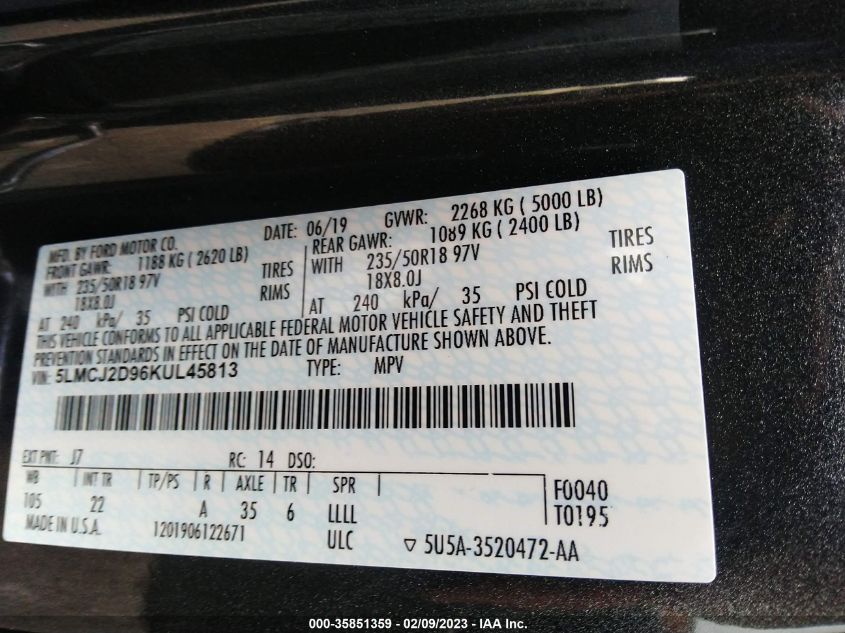 MFD. BY FORD MOTOR CO.
DATE: 06/19 GVWR: 2268 KG ( 5000 LB)
FRONT GAWR: 1188 KG ( 2620 LB)
WITH 235/50R18 97V TIRES
18X8.0J RIMS
AT 240 kPa/ 35 PSI COLD
REAR GAWR: 1089 KG ( 2400 LB)
WITH 235/50R18 97V TIRES
18X8.0J RIMS
AT 240 kPa/ 35 PSI COLD
THIS VEHICLE CONFORMS TO ALL APPLICABLE FEDERAL MOTOR VEHICLE SAFETY AND THEFT
PREVENTION STANDARDS IN EFFECT ON THE DATE OF MANUFACTURE SHOWN ABOVE.
VIN: 5LMCJ2D96KUL45813 TYPE: MPV
EXT PNT: J7 RC: 14 DSO:
WB INT TR TP/PS R AXLE TR SPR
105 22 A 35 6 LLLL
F0040
T0195
MADE IN U.S.A. 1201906122671 ULC
▽ 5U5A-3520472-AA
000-35851359 - 02/09/2023 - IAA Inc.